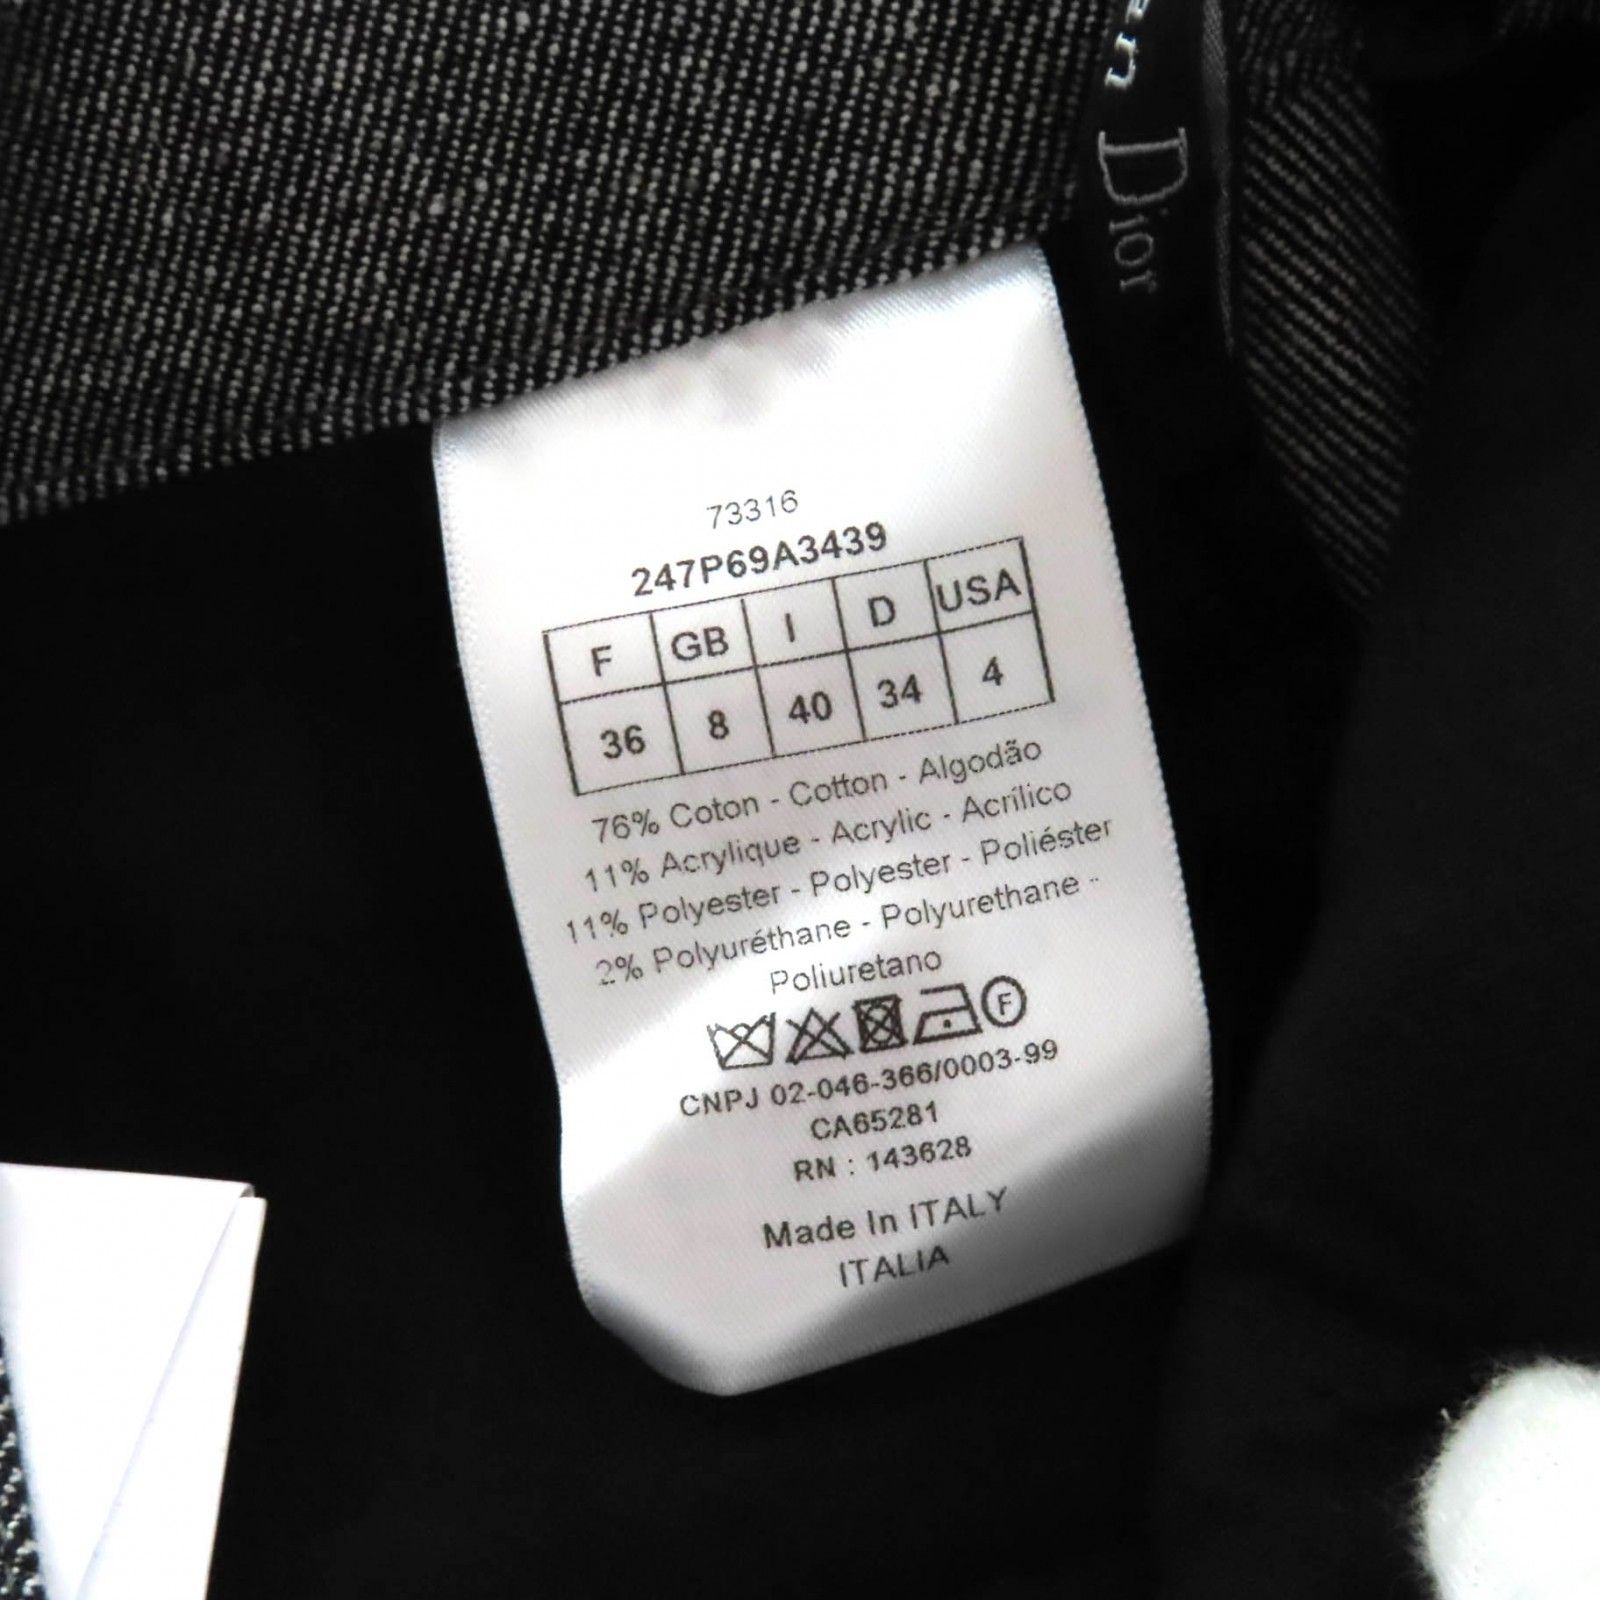 an Dior
73316
247P69A3439
F GB I D USA
36 8 40 34 4
76% Coton - Cotton - Algodão
11% Acrylique - Acrylic - Acrílico
11% Polyester - Polyester - Poliéster
2% Polyuréthane - Polyurethane -
Poliuretano
F
CNPJ 02-046-366/0003-99
CA65281
RN : 143628
Made In ITALY
ITALIA